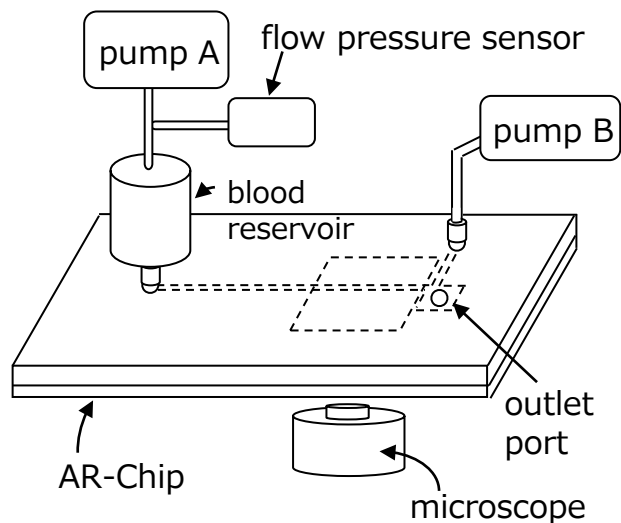 pump A
flow pressure sensor
pump B
blood
reservoir
outlet
port
AR-Chip
microscope